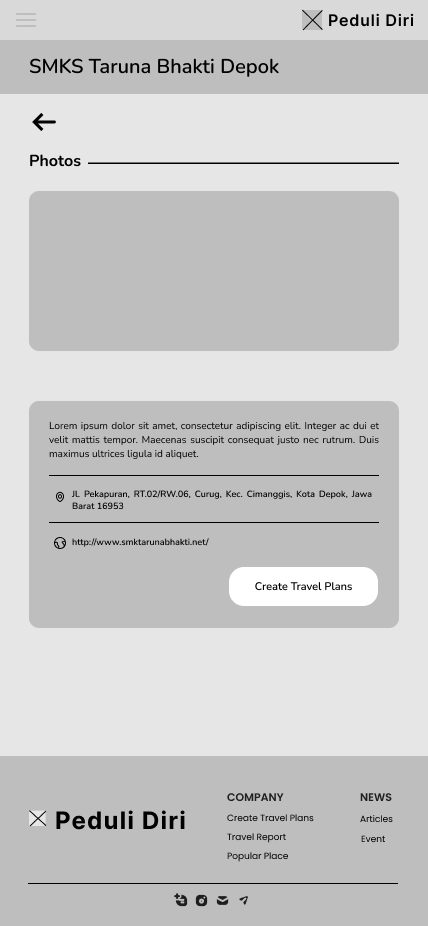 Peduli Diri
SMKS Taruna Bhakti Depok
Photos
Lorem ipsum dolor sit amet, consectetur adipiscing elit. Integer ac dui et
velit mattis tempor. Maecenas suscipit consequat justo nec rutrum. Duis
maximus ultrices ligula id aliquet.
Jl. Pekapuran, RT.02/RW.06, Curug, Kec. Cimanggis, Kota Depok, Jawa
Barat 16953
http://www.smktarunabhakti.net/
Create Travel Plans
Peduli Diri
COMPANY
Create Travel Plans
Travel Report
Popular Place
NEWS
Articles
Event